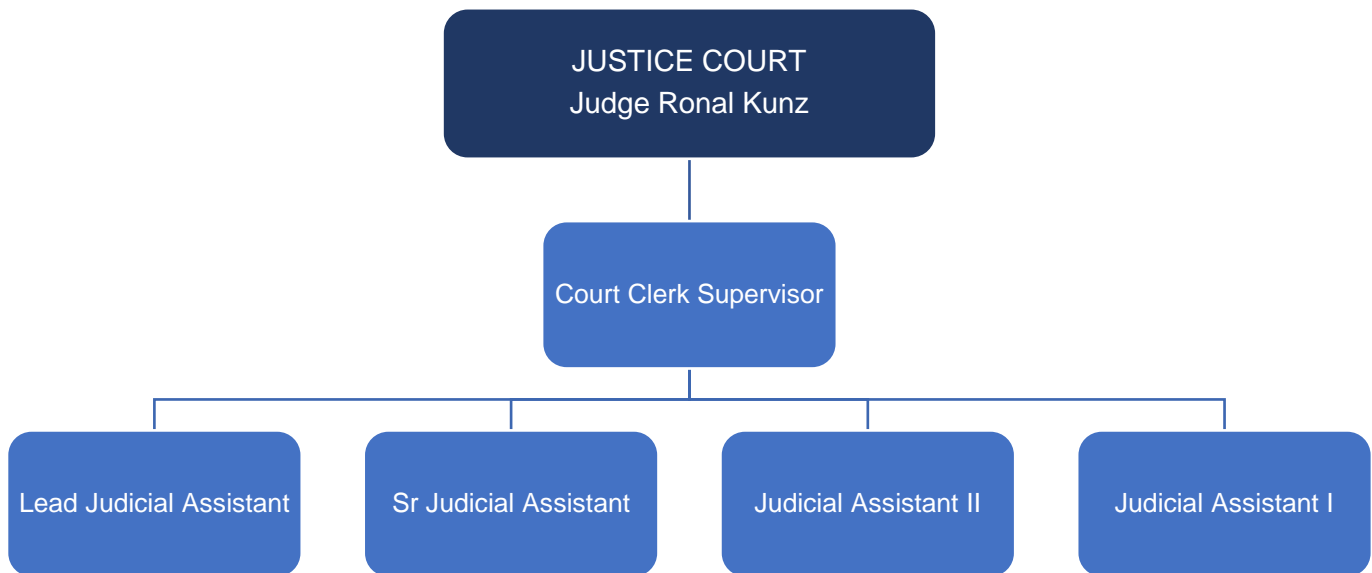 JUSTICE COURT
Judge Ronal Kunz
Court Clerk Supervisor
Lead Judicial Assistant
Sr Judicial Assistant
Judicial Assistant II
Judicial Assistant I